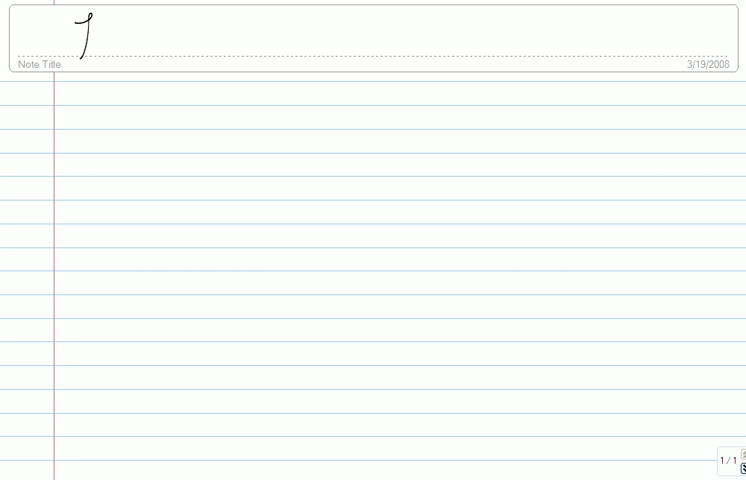 Note Title
3/19/2008
1 / 1